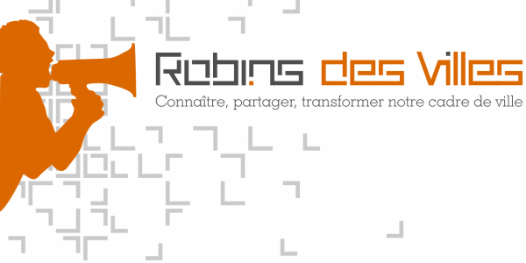 Robins des Villes
Connaître, partager, transformer notre cadre de ville